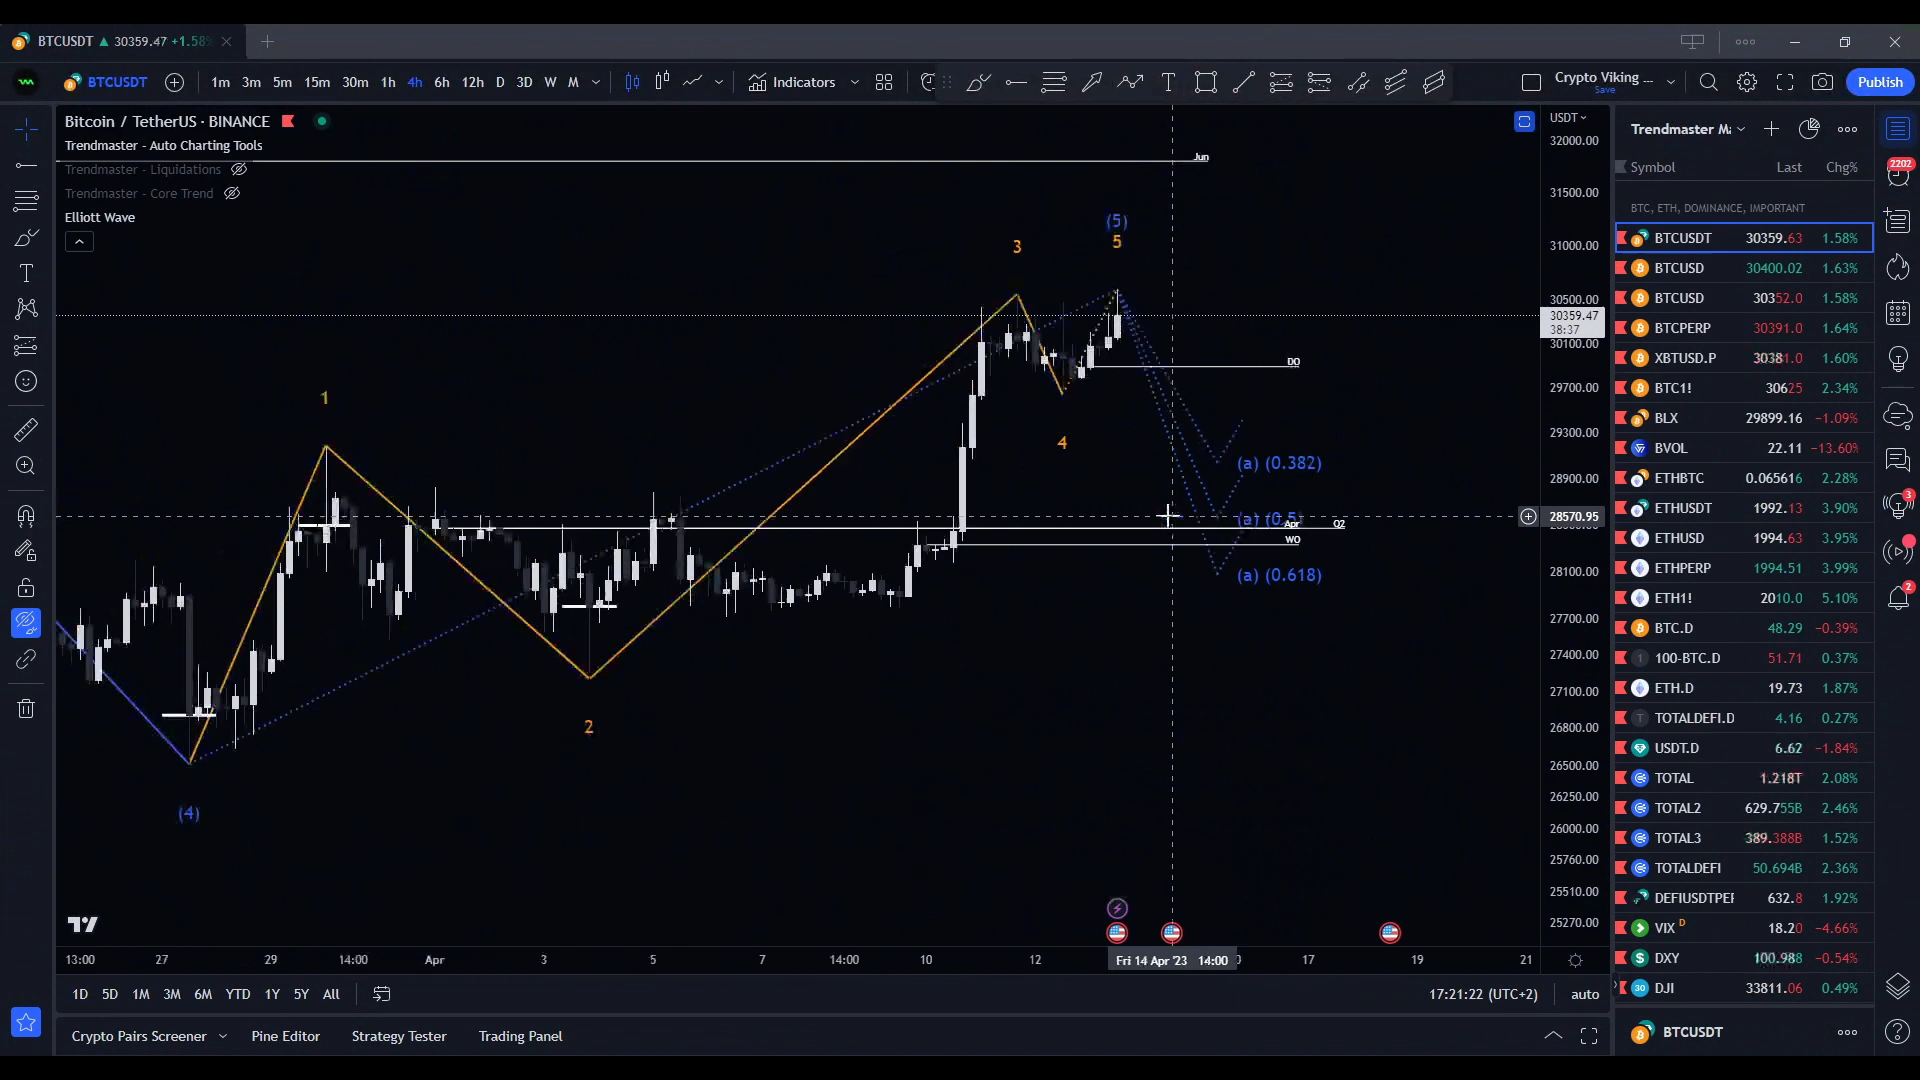 BTCUSDT ▲ 30359.47 +1.58%
BTCUSDT 1m 3m 5m 15m 30m 1h 4h 6h 12h D 3D W M Indicators Crypto Viking ... Save Publish
Bitcoin / TetherUS · BINANCE
Trendmaster - Auto Charting Tools
Trendmaster - Liquidations
Trendmaster - Core Trend
Elliott Wave
Jun
(5)
5
3
1
DO
4
(a) (0.382)
(a) (0.5)
Apr
Q2
WO
(a) (0.618)
2
(4)
USDT
32000.00
31500.00
31000.00
30500.00
30359.47
38:37
30100.00
29700.00
29300.00
28900.00
28570.95
28100.00
27700.00
27400.00
27100.00
26800.00
26500.00
26250.00
26000.00
25760.00
25510.00
25270.00
13:00 27 29 14:00 Apr 3 5 7 14:00 10 12 Fri 14 Apr '23 14:00 17 19 21
1D 5D 1M 3M 6M YTD 1Y 5Y All 17:21:22 (UTC+2) auto
Crypto Pairs Screener Pine Editor Strategy Tester Trading Panel
Trendmaster
Symbol Last Chg%
BTC, ETH, DOMINANCE, IMPORTANT
BTCUSDT 30359.63 1.58%
BTCUSD 30400.02 1.63%
BTCUSD 30352.0 1.58%
BTCPERP 30391.0 1.64%
XBTUSD.P 1.60%
BTC1! 30625 2.34%
BLX 29899.16 −1.09%
BVOL 22.11 −13.60%
ETHBTC 0.065616 2.28%
ETHUSDT 1992.13 3.90%
ETHUSD 1994.63 3.95%
ETHPERP 1994.51 3.99%
ETH1! 2010.0 5.10%
BTC.D 48.29 −0.39%
100-BTC.D 51.71 0.37%
ETH.D 19.73 1.87%
TOTALDEFI.D 4.16 0.27%
USDT.D 6.62 −1.84%
TOTAL 1.218T 2.08%
TOTAL2 629.755B 2.46%
TOTAL3 389.388B 1.52%
TOTALDEFI 50.694B 2.36%
DEFIUSDTPER 632.8 1.92%
VIX D 18.20 −4.66%
DXY −0.54%
DJI 33811.06 0.49%
BTCUSDT
2202
3
2